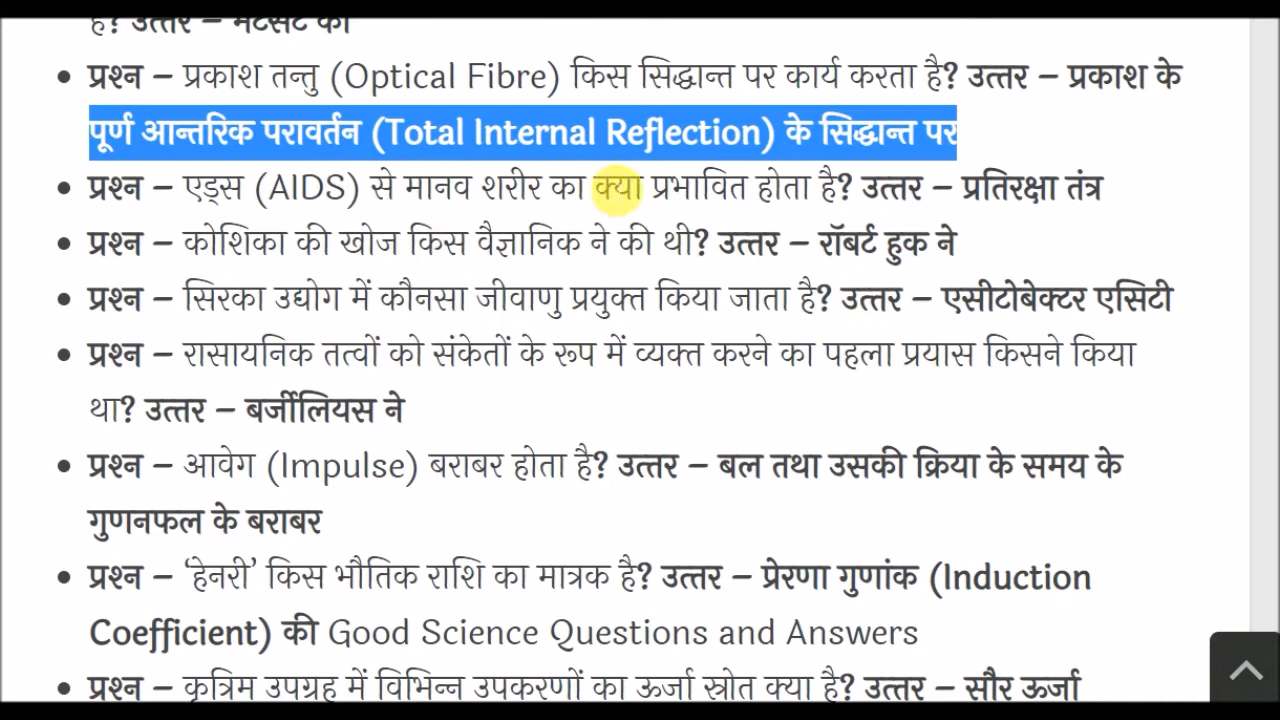 है? उत्तर – मेटसेट का
• प्रश्न – प्रकाश तन्तु (Optical Fibre) किस सिद्धान्त पर कार्य करता है? उत्तर – प्रकाश के
पूर्ण आन्तरिक परावर्तन (Total Internal Reflection) के सिद्धान्त पर
• प्रश्न – एड्स (AIDS) से मानव शरीर का क्या प्रभावित होता है? उत्तर – प्रतिरक्षा तंत्र
• प्रश्न – कोशिका की खोज किस वैज्ञानिक ने की थी? उत्तर – रॉबर्ट हुक ने
• प्रश्न – सिरका उद्योग में कौनसा जीवाणु प्रयुक्त किया जाता है? उत्तर – एसीटोबेक्टर एसिटी
• प्रश्न – रासायनिक तत्वों को संकेतों के रूप में व्यक्त करने का पहला प्रयास किसने किया
था? उत्तर – बर्जीलियस ने
• प्रश्न – आवेग (Impulse) बराबर होता है? उत्तर – बल तथा उसकी क्रिया के समय के
गुणनफल के बराबर
• प्रश्न – ‘हेनरी’ किस भौतिक राशि का मात्रक है? उत्तर – प्रेरणा गुणांक (Induction
Coefficient) की Good Science Questions and Answers
• प्रश्न – कृत्रिम उपग्रह में विभिन्न उपकरणों का ऊर्जा स्रोत क्या है? उत्तर – सौर ऊर्जा